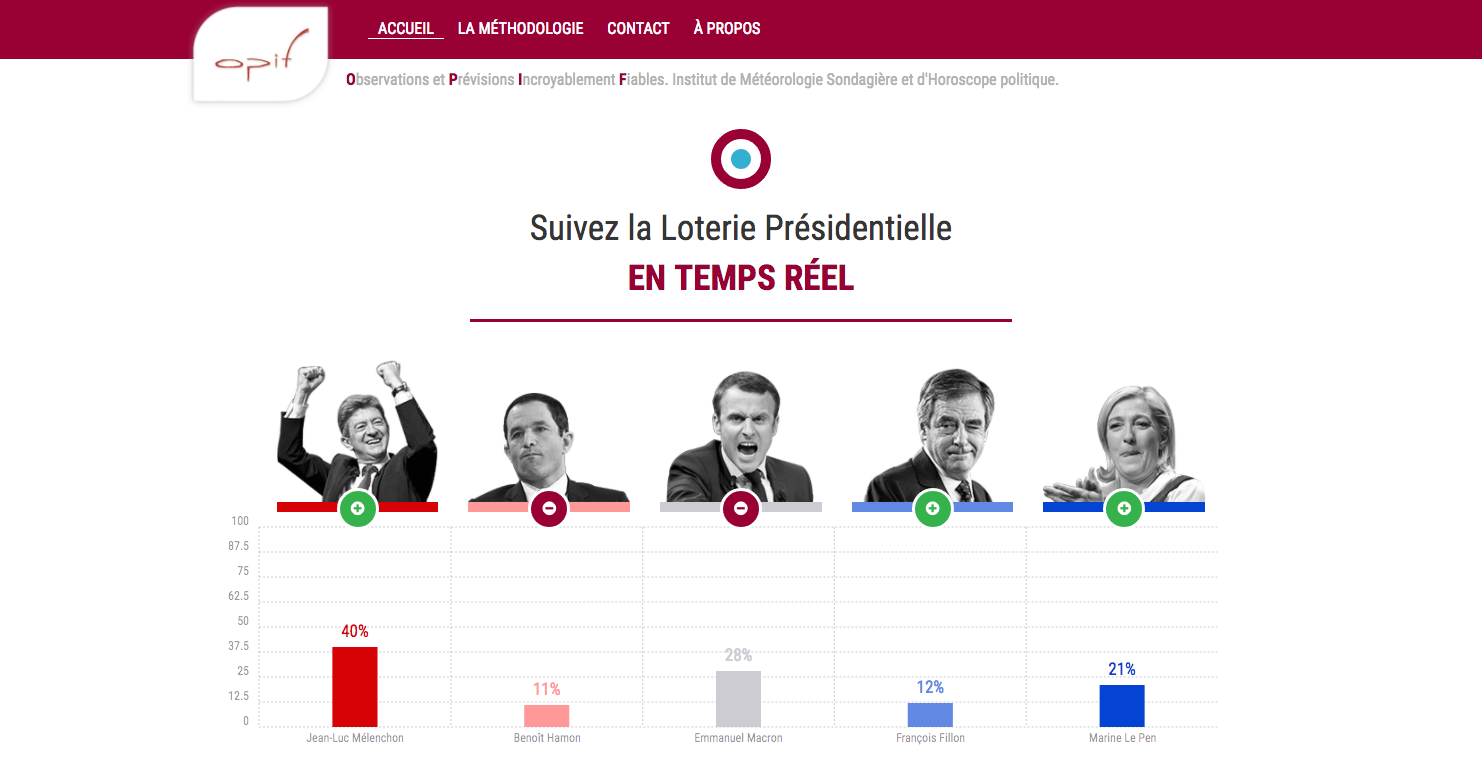 opif
ACCUEIL LA MÉTHODOLOGIE CONTACT À PROPOS
Observations et Prévisions Incroyablement Fiables. Institut de Météorologie Sondagière et d'Horoscope politique.
Suivez la Loterie Présidentielle
EN TEMPS RÉEL
100
87.5
75
62.5
50
37.5
25
12.5
0
40%
11%
28%
12%
21%
Jean-Luc Mélenchon
Benoît Hamon
Emmanuel Macron
François Fillon
Marine Le Pen